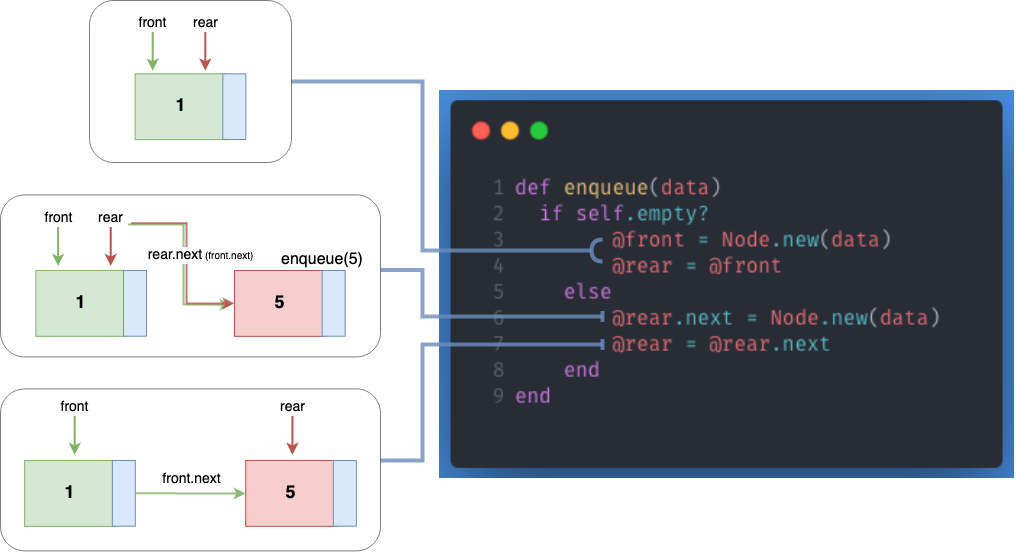 front rear
1
front rear
rear.next (front.next)
enqueue(5)
1
5
front
rear
1
front.next
5
1 def enqueue(data)
2 if self.empty?
3 @front = Node.new(data)
4 @rear = @front
5 else
6 @rear.next = Node.new(data)
7 @rear = @rear.next
8 end
9 end